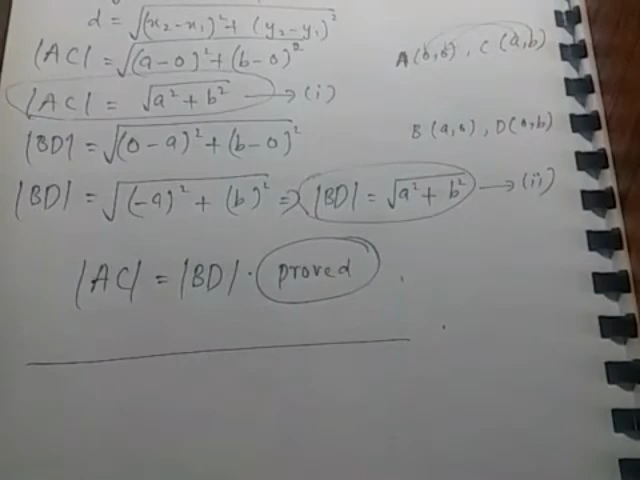 d = √(x₂-x₁)² + (y₂-y₁)²
|AC| = √(a-0)² + (b-0)²
A(0,0), C(a,b)
|AC| = √a² + b² → (i)
|BD| = √(0-a)² + (b-0)²
B(a,0), D(0,b)
|BD| = √(-a)² + (b)² ⇒ |BD| = √a² + b² → (ii)
|AC| = |BD|. proved